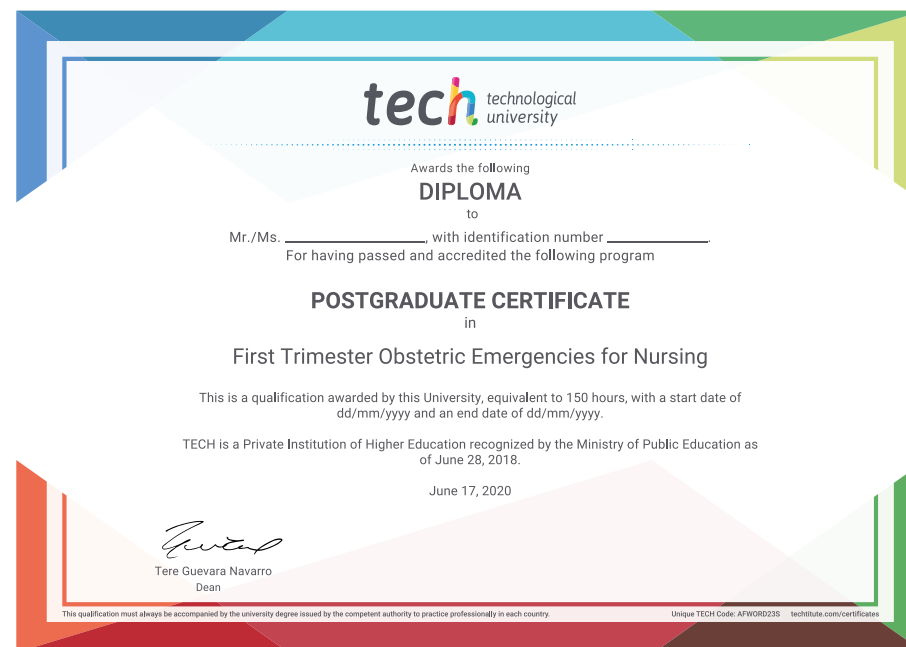 tech technological
university
Awards the following
DIPLOMA
to
Mr./Ms. ____________________, with identification number ______________.
For having passed and accredited the following program
POSTGRADUATE CERTIFICATE
in
First Trimester Obstetric Emergencies for Nursing
This is a qualification awarded by this University, equivalent to 150 hours, with a start date of
dd/mm/yyyy and an end date of dd/mm/yyyy.
TECH is a Private Institution of Higher Education recognized by the Ministry of Public Education as
of June 28, 2018.
June 17, 2020
Tere Guevara Navarro
Dean
This qualification must always be accompanied by the university degree issued by the competent authority to practice professionally in each country. Unique TECH Code: AFWORD23S techtitute.com/certificates